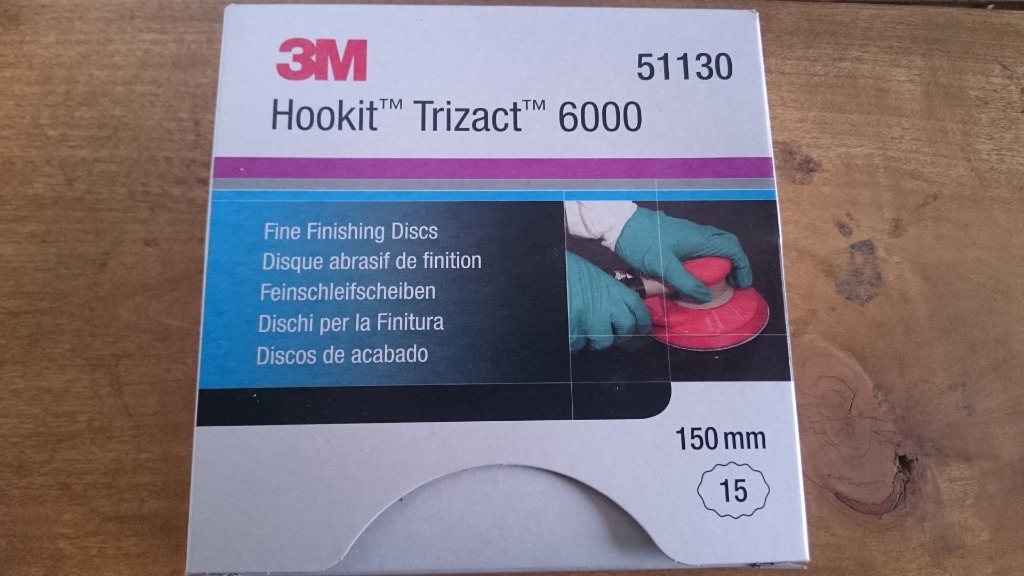 3M
51130
Hookit™ Trizact™ 6000
Fine Finishing Discs
Disque abrasif de finition
Feinschleifscheiben
Dischi per la Finitura
Discos de acabado
150 mm
15